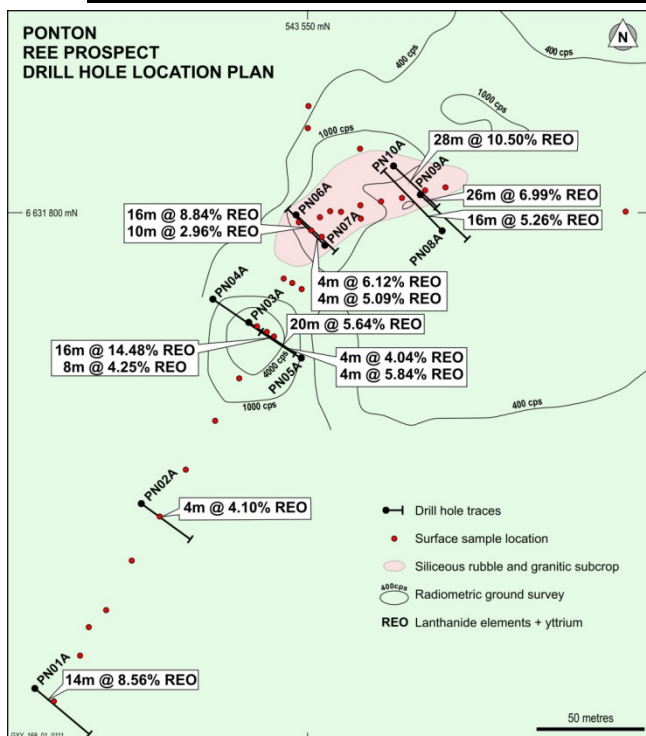 PONTON
REE PROSPECT
DRILL HOLE LOCATION PLAN
543 550 mN
N
400 cps
400 cps
1000 cps
1000 cps
28m @ 10.50% REO
PN10A
PN09A
26m @ 6.99% REO
16m @ 5.26% REO
PN08A
6 631 800 mN
PN06A
16m @ 8.84% REO
10m @ 2.96% REO
PN07A
4m @ 6.12% REO
4m @ 5.09% REO
PN04A
PN03A
20m @ 5.64% REO
16m @ 14.48% REO
8m @ 4.25% REO
4m @ 4.04% REO
4m @ 5.84% REO
4000 cps
PN05A
1000 cps
400 cps
PN02A
4m @ 4.10% REO
PN01A
14m @ 8.56% REO
Drill hole traces
Surface sample location
Siliceous rubble and granitic subcrop
400cps
Radiometric ground survey
REO Lanthanide elements + yttrium
50 metres
GXY_168_01_0111